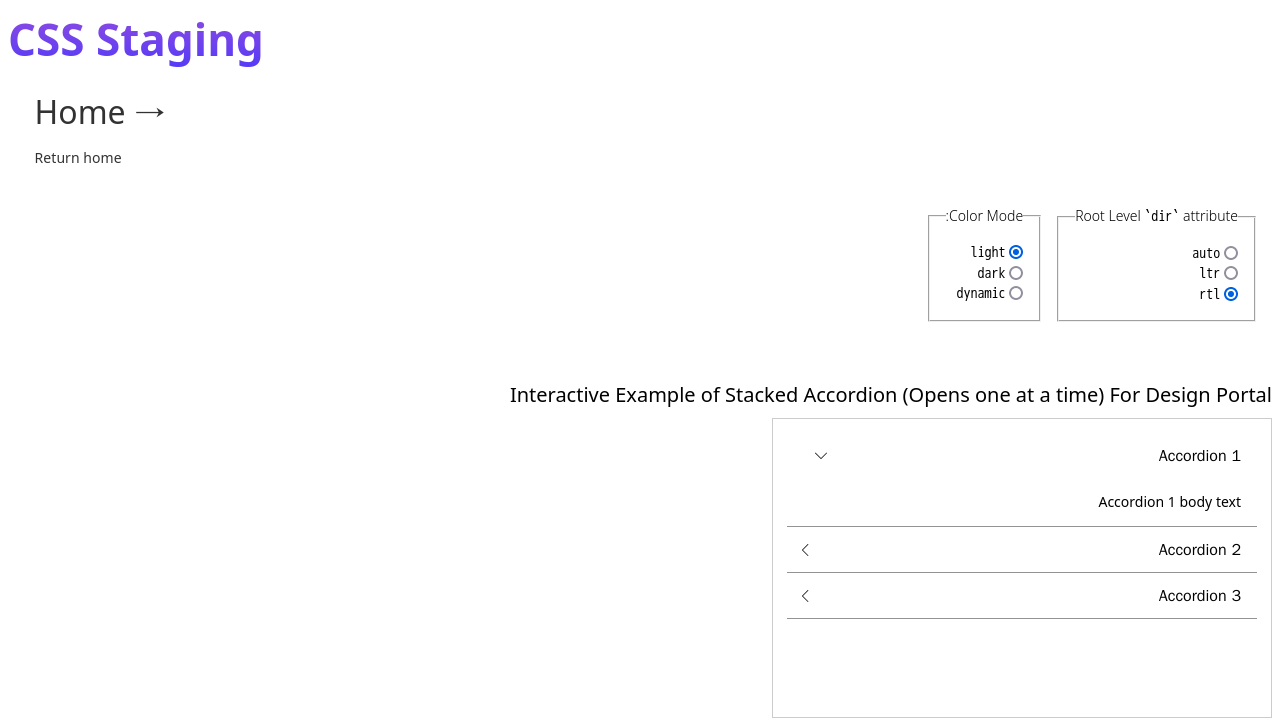 CSS Staging
Home →
Return home
:Color Mode
light
dark
dynamic
Root Level `dir` attribute
auto
ltr
rtl
Interactive Example of Stacked Accordion (Opens one at a time) For Design Portal
Accordion 1
Accordion 1 body text
Accordion 2
Accordion 3